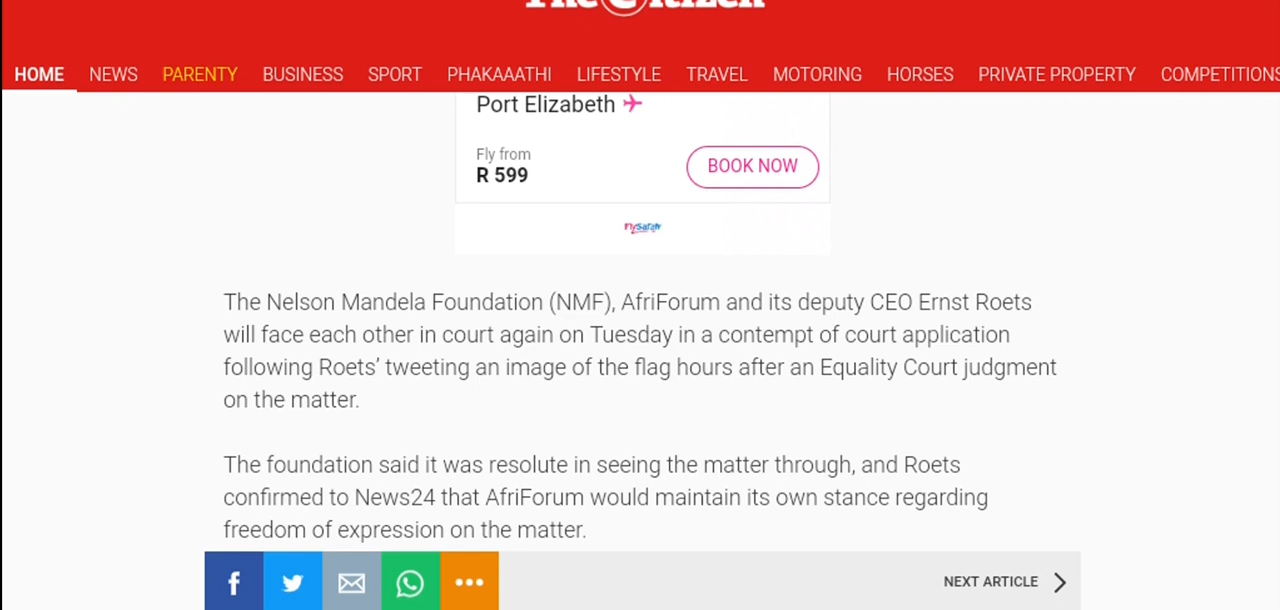 The Citizen
HOME NEWS PARENTY BUSINESS SPORT PHAKAAATHI LIFESTYLE TRAVEL MOTORING HORSES PRIVATE PROPERTY COMPETITIONS
Port Elizabeth
Fly from
R 599
BOOK NOW
FlySafair
The Nelson Mandela Foundation (NMF), AfriForum and its deputy CEO Ernst Roets
will face each other in court again on Tuesday in a contempt of court application
following Roets’ tweeting an image of the flag hours after an Equality Court judgment
on the matter.
The foundation said it was resolute in seeing the matter through, and Roets
confirmed to News24 that AfriForum would maintain its own stance regarding
freedom of expression on the matter.
NEXT ARTICLE